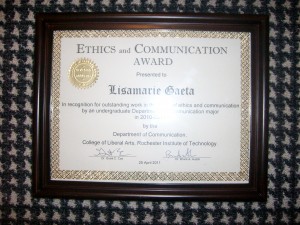 ETHICS and COMMUNICATION
AWARD
Presented to
Lisamarie Gaeta
In recognition for outstanding work in the of ethics and communication
by an undergraduate Department of Communication major
in 2010
by the
Department of Communication,
College of Liberal Arts, Rochester Institute of Technology